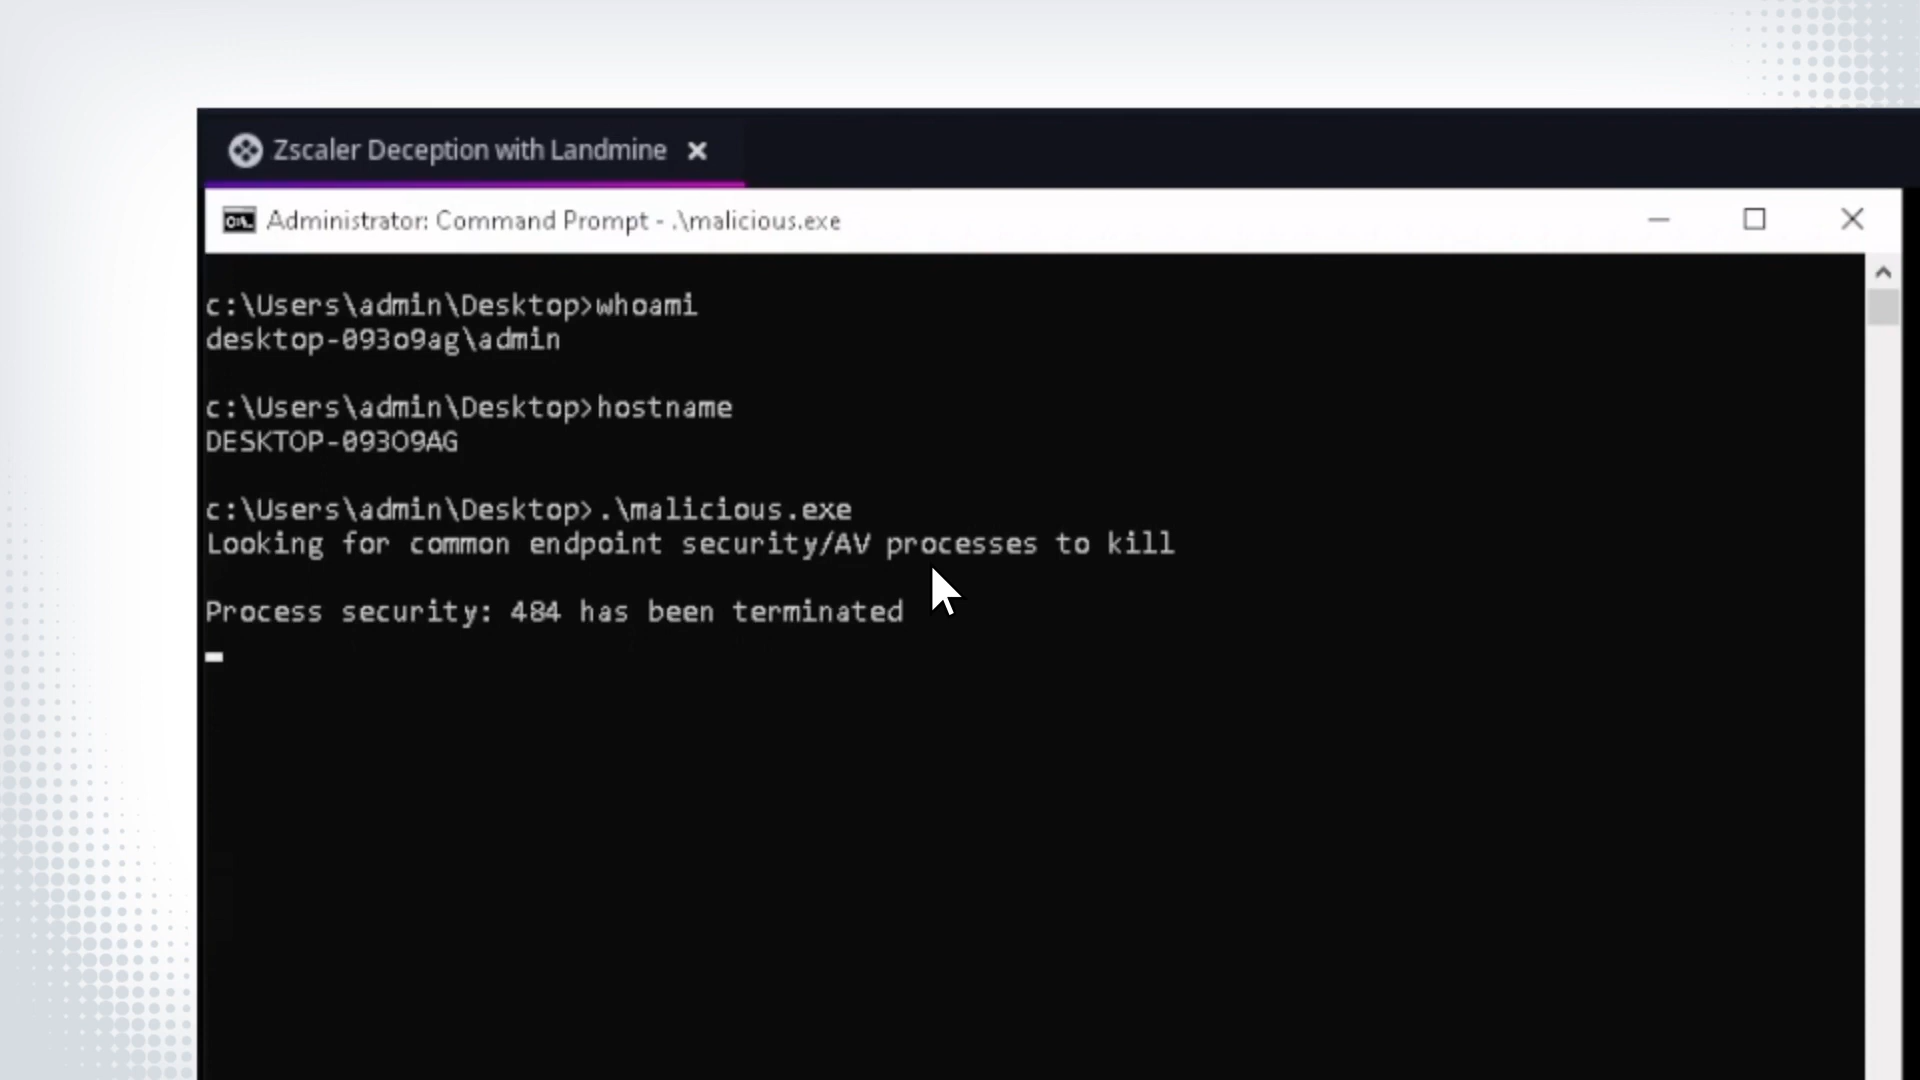 Zscaler Deception with Landmine
Administrator: Command Prompt - .\malicious.exe
c:\Users\admin\Desktop>whoami
desktop-093o9ag\admin
c:\Users\admin\Desktop>hostname
DESKTOP-093O9AG
c:\Users\admin\Desktop>.\malicious.exe
Looking for common endpoint security/AV processes to kill
Process security: 484 has been terminated